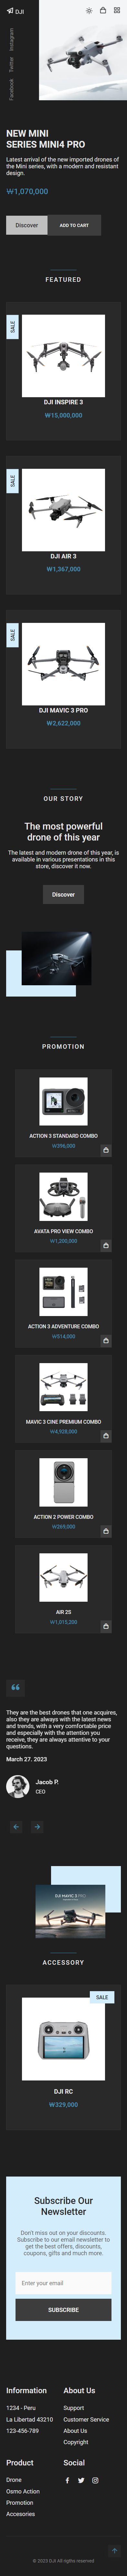 DJI
Instagram
Twitter
Facebook
NEW MINI
SERIES MINI4 PRO
Latest arrival of the new imported drones of
the Mini series, with a modern and resistant
design.
₩1,070,000
Discover
ADD TO CART
FEATURED
SALE
DJI INSPIRE 3
₩15,000,000
SALE
DJI AIR 3
₩1,367,000
SALE
DJI MAVIC 3 PRO
₩2,622,000
OUR STORY
The most powerful
drone of this year
The latest and modern drone of this year, is
available in various presentations in this
store, discover it now.
Discover
PROMOTION
ACTION 3 STANDARD COMBO
₩396,000
AVATA PRO VIEW COMBO
₩1,200,000
ACTION 3 ADVENTURE COMBO
₩514,000
MAVIC 3 CINE PREMIUM COMBO
₩4,928,000
ACTION 2 POWER COMBO
₩269,000
AIR 2S
₩1,015,200
They are the best drones that one acquires,
also they are always with the latest news
and trends, with a very comfortable price
and especially with the attention you
receive, they are always attentive to your
questions.
March 27. 2023
Jacob P.
CEO
DJI MAVIC 3 PRO
ACCESSORY
SALE
DJI RC
₩329,000
Subscribe Our
Newsletter
Don't miss out on your discounts.
Subscribe to our email newsletter to
get the best offers, discounts,
coupons, gifts and much more.
Enter your email
SUBSCRIBE
Information
1234 - Peru
La Libertad 43210
123-456-789
About Us
Support
Customer Service
About Us
Copyright
Product
Drone
Osmo Action
Promotion
Accesories
Social
© 2023 DJI All rigths reserved